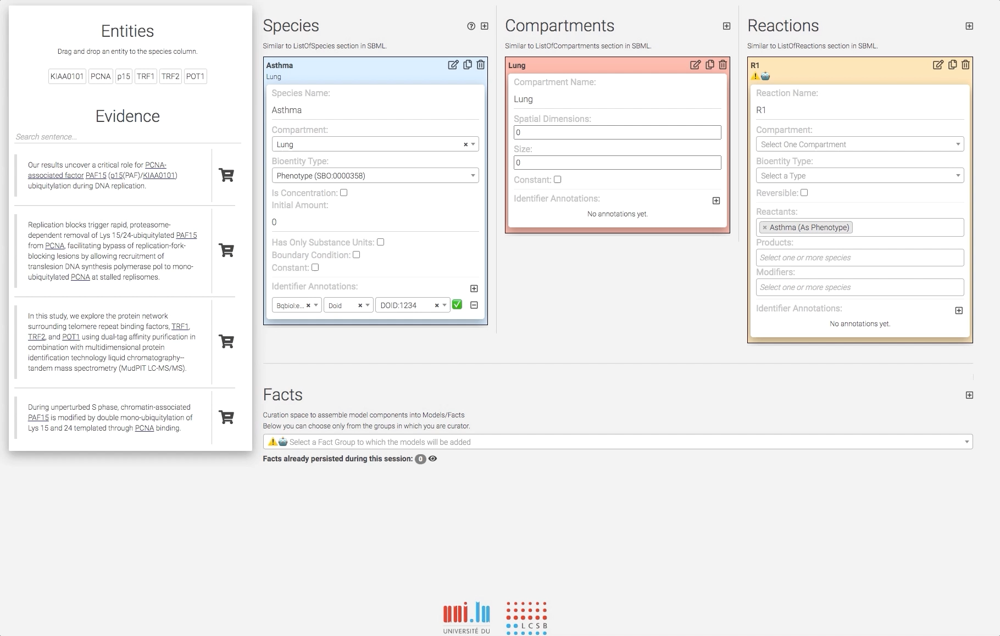 Entities
Drag and drop an entity to the species column.
KIAA0101 PCNA p15 TRF1 TRF2 POT1
Evidence
Search sentence...
Our results uncover a critical role for PCNA-
associated factor PAF15 (p15(PAF)/KIAA0101)
ubiquitylation during DNA replication.
Replication blocks trigger rapid, proteasome-
dependent removal of Lys 15/24-ubiquitylated PAF15
from PCNA, facilitating bypass of replication-fork-
blocking lesions by allowing recruitment of
translesion DNA synthesis polymerase pol to mono-
ubiquitylated PCNA at stalled replisomes.
In this study, we explore the protein network
surrounding telomere repeat binding factors, TRF1,
TRF2, and POT1 using dual-tag affinity purification in
combination with multidimensional protein
identification technology liquid chromatography--
tandem mass spectrometry (MudPIT LC-MS/MS).
During unperturbed S phase, chromatin-associated
PAF15 is modified by double mono-ubiquitylation of
Lys 15 and 24 templated through PCNA binding.
Species
Similar to ListOfSpecies section in SBML.
Asthma
Lung
Species Name:
Asthma
Compartment:
Lung
Bioentity Type:
Phenotype (SBO:0000358)
Is Concentration:
Initial Amount:
0
Has Only Substance Units:
Boundary Condition:
Constant:
Identifier Annotations:
Bqbiol:e... Doid DOID:1234
Compartments
Similar to ListOfCompartments section in SBML.
Lung
Compartment Name:
Lung
Spatial Dimensions:
0
Size:
0
Constant:
Identifier Annotations:
No annotations yet.
Reactions
Similar to ListOfReactions section in SBML.
R1
Reaction Name:
R1
Compartment:
Select One Compartment
Bioentity Type:
Select a Type
Reversible:
Reactants:
× Asthma (As Phenotype)
Products:
Select one or more species
Modifiers:
Select one or more species
Identifier Annotations:
No annotations yet.
Facts
Curation space to assemble model components into Models/Facts
Below you can choose only from the groups in which you are curator.
Select a Fact Group to which the models will be added
Facts already persisted during this session: 0
uni.lu
UNIVERSITÉ DU
LCSB